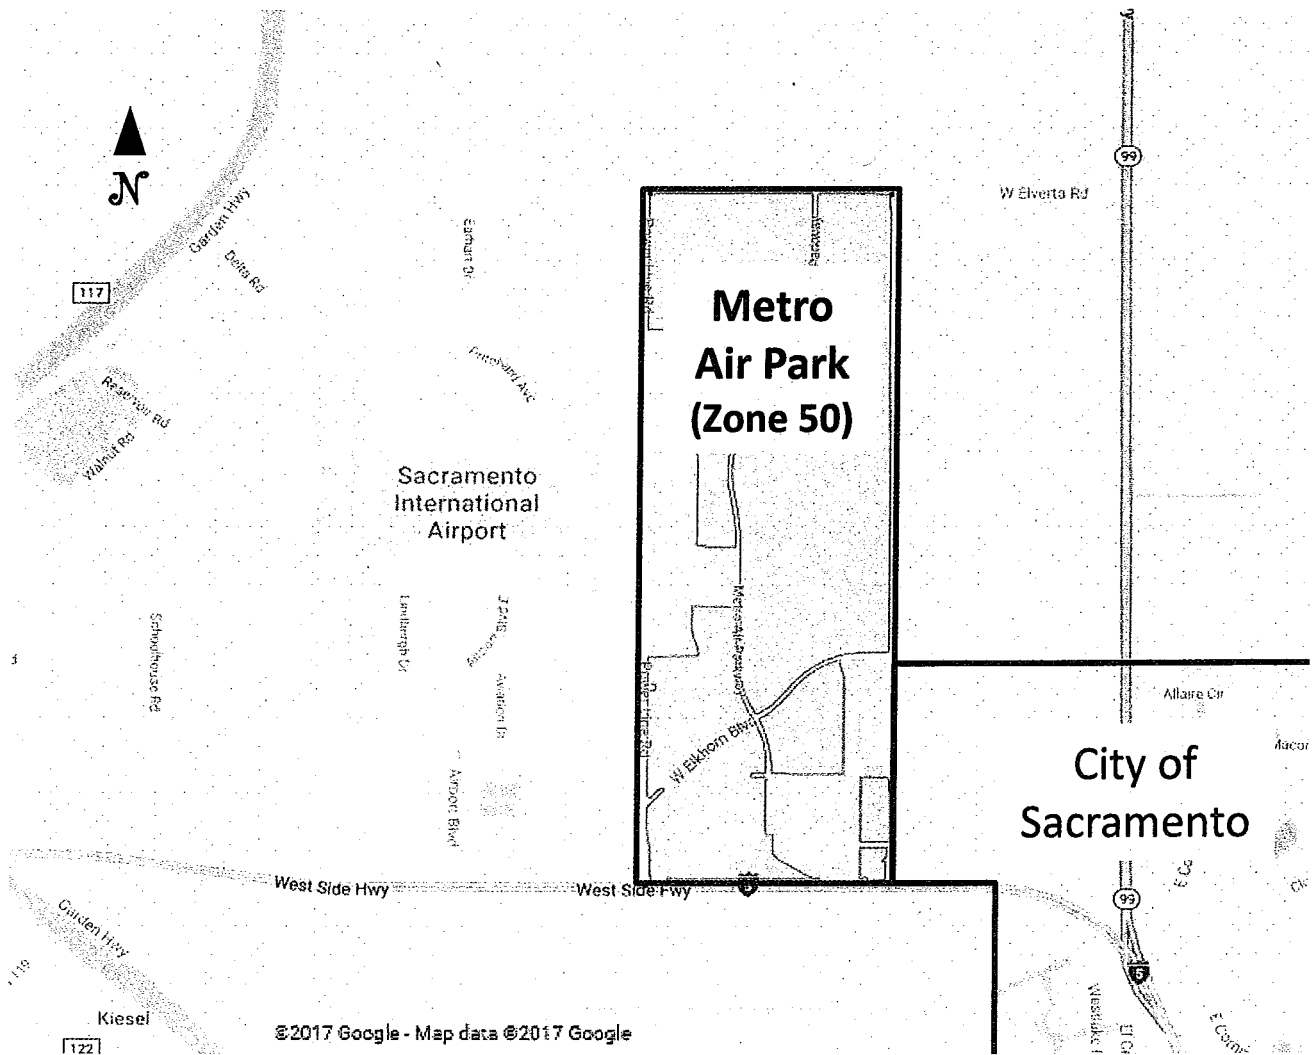 99
N
W Elverta Rd
Garden Hwy
Earhart Dr
Delta Rd
117
Metro
Air Park
(Zone 50)
Reservoir Rd
Walnut Rd
Sacramento
International
Airport
Schoolhouse Rd
Lindbergh Dr
Aviation Dr
Metro Air Parkway
Power Line Rd
W Elkhorn Blvd
Allaire Cir
City of
Sacramento
Airport Blvd
West Side Hwy
West Side Fwy
99
5
Garden Hwy
Kiesel
122
©2017 Google - Map data ©2017 Google